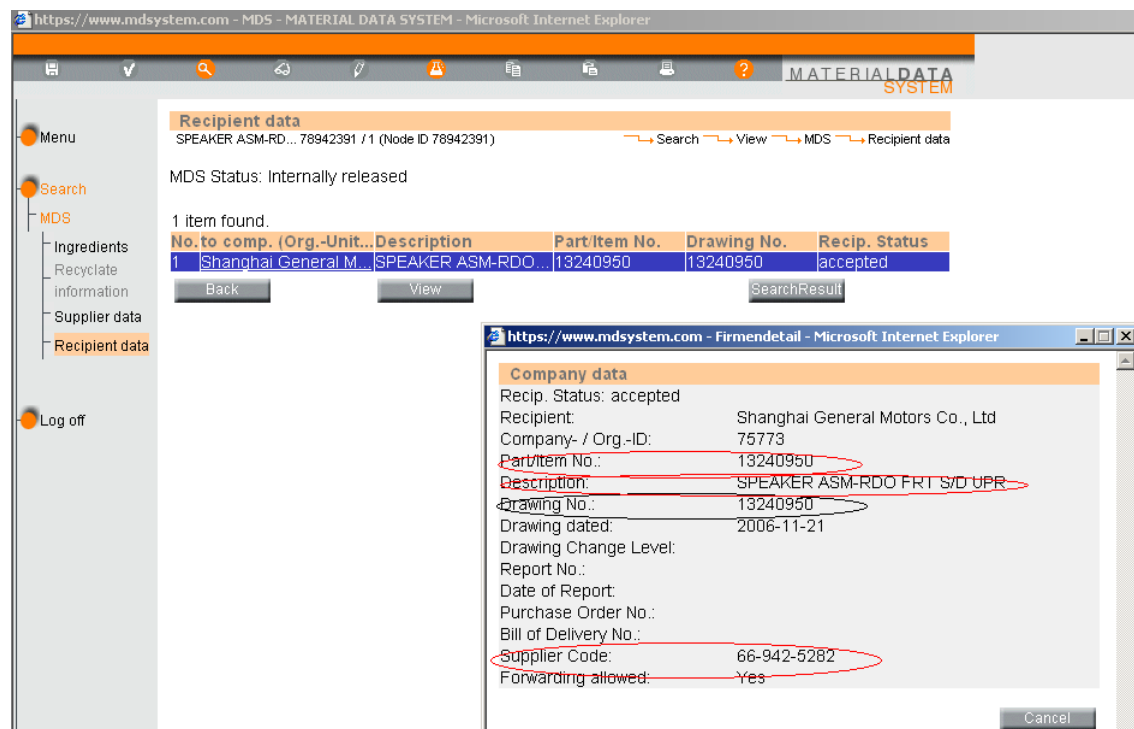 https://www.mdsystem.com - MDS - MATERIAL DATA SYSTEM - Microsoft Internet Explorer
MATERIALDATA
SYSTEM
Menu
Search
MDS
Ingredients
Recyclate
information
Supplier data
Recipient data
Log off
Recipient data
SPEAKER ASM-RD... 78942391 / 1 (Node ID 78942391) Search View MDS Recipient data
MDS Status: Internally released
1 item found.
No. to comp. (Org.-Unit... Description Part/Item No. Drawing No. Recip. Status
1 Shanghai General M... SPEAKER ASM-RDO... 13240950 13240950 accepted
Back View SearchResult
https://www.mdsystem.com - Firmendetail - Microsoft Internet Explorer
Company data
Recip. Status: accepted
Recipient: Shanghai General Motors Co., Ltd
Company- / Org.-ID: 75773
Part/Item No.: 13240950
Description: SPEAKER ASM-RDO FRT S/D UPR
Drawing No.: 13240950
Drawing dated: 2006-11-21
Drawing Change Level:
Report No.:
Date of Report:
Purchase Order No.:
Bill of Delivery No.:
Supplier Code: 66-942-5282
Forwarding allowed: Yes
Cancel